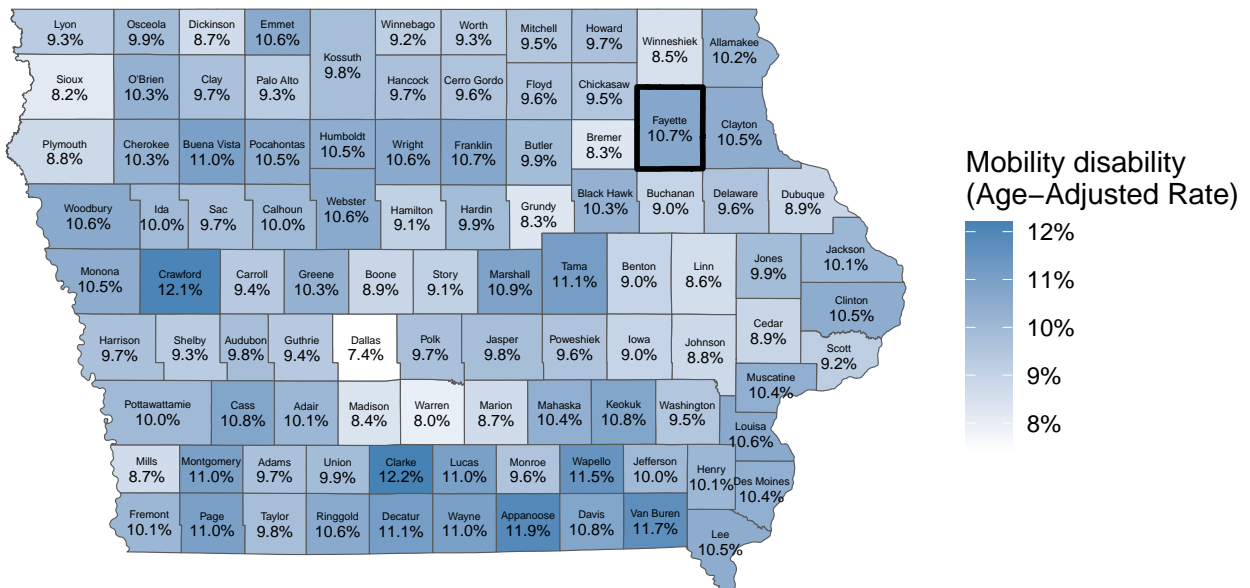 Lyon
9.3%
Osceola
9.9%
Dickinson
8.7%
Emmet
10.6%
Kossuth
9.8%
Winnebago
9.2%
Worth
9.3%
Mitchell
9.5%
Howard
9.7%
Winneshiek
8.5%
Allamakee
10.2%
Sioux
8.2%
O'Brien
10.3%
Clay
9.7%
Palo Alto
9.3%
Hancock
9.7%
Cerro Gordo
9.6%
Floyd
9.6%
Chickasaw
9.5%
Fayette
10.7%
Clayton
10.5%
Plymouth
8.8%
Cherokee
10.3%
Buena Vista
11.0%
Pocahontas
10.5%
Humboldt
10.5%
Wright
10.6%
Franklin
10.7%
Butler
9.9%
Bremer
8.3%
Woodbury
10.6%
Ida
10.0%
Sac
9.7%
Calhoun
10.0%
Webster
10.6%
Hamilton
9.1%
Hardin
9.9%
Grundy
8.3%
Black Hawk
10.3%
Buchanan
9.0%
Delaware
9.6%
Dubuque
8.9%
Monona
10.5%
Crawford
12.1%
Carroll
9.4%
Greene
10.3%
Boone
8.9%
Story
9.1%
Marshall
10.9%
Tama
11.1%
Benton
9.0%
Linn
8.6%
Jones
9.9%
Jackson
10.1%
Clinton
10.5%
Harrison
9.7%
Shelby
9.3%
Audubon
9.8%
Guthrie
9.4%
Dallas
7.4%
Polk
9.7%
Jasper
9.8%
Poweshiek
9.6%
Iowa
9.0%
Johnson
8.8%
Cedar
8.9%
Scott
9.2%
Muscatine
10.4%
Pottawattamie
10.0%
Cass
10.8%
Adair
10.1%
Madison
8.4%
Warren
8.0%
Marion
8.7%
Mahaska
10.4%
Keokuk
10.8%
Washington
9.5%
Louisa
10.6%
Mills
8.7%
Montgomery
11.0%
Adams
9.7%
Union
9.9%
Clarke
12.2%
Lucas
11.0%
Monroe
9.6%
Wapello
11.5%
Jefferson
10.0%
Henry
10.1%
Des Moines
10.4%
Fremont
10.1%
Page
11.0%
Taylor
9.8%
Ringgold
10.6%
Decatur
11.1%
Wayne
11.0%
Appanoose
11.9%
Davis
10.8%
Van Buren
11.7%
Lee
10.5%
Mobility disability
(Age−Adjusted Rate)
12%
11%
10%
9%
8%